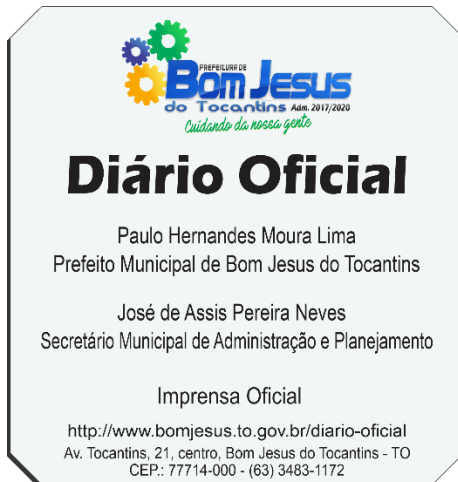 PREFEITURA DE
BOM JESUS
do Tocantins Adm. 2017/2020
Cuidando da nossa gente
Diário Oficial
Paulo Hernandes Moura Lima
Prefeito Municipal de Bom Jesus do Tocantins
José de Assis Pereira Neves
Secretário Municipal de Administração e Planejamento
Imprensa Oficial
http://www.bomjesus.to.gov.br/diario-oficial
Av. Tocantins, 21, centro, Bom Jesus do Tocantins - TO
CEP.: 77714-000 - (63) 3483-1172